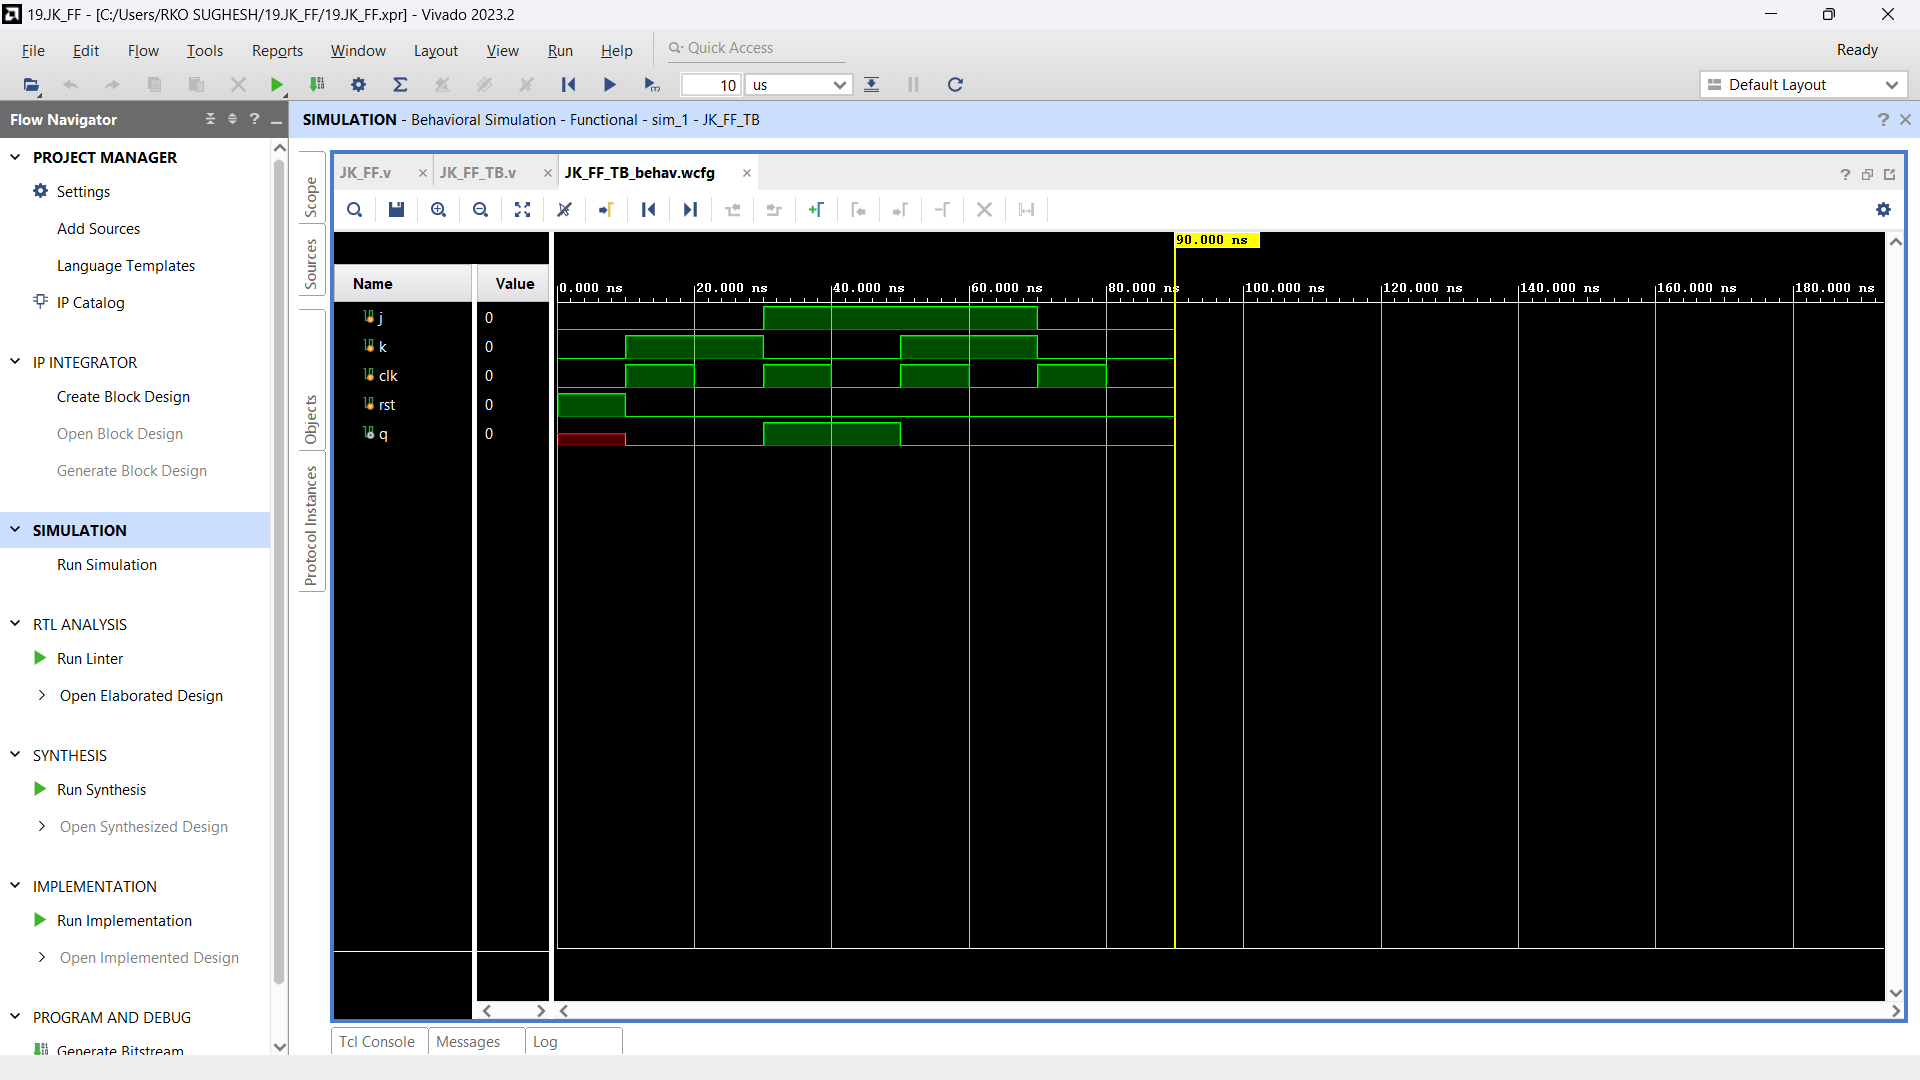 19.JK_FF - [C:/Users/RKO SUGHESH/19.JK_FF/19.JK_FF.xpr] - Vivado 2023.2
File Edit Flow Tools Reports Window Layout View Run Help
Quick Access
Ready
10 us
Default Layout
Flow Navigator
SIMULATION - Behavioral Simulation - Functional - sim_1 - JK_FF_TB
PROJECT MANAGER
Settings
Add Sources
Language Templates
IP Catalog
IP INTEGRATOR
Create Block Design
Open Block Design
Generate Block Design
SIMULATION
Run Simulation
RTL ANALYSIS
Run Linter
Open Elaborated Design
SYNTHESIS
Run Synthesis
Open Synthesized Design
IMPLEMENTATION
Run Implementation
Open Implemented Design
PROGRAM AND DEBUG
Generate Bitstream
Scope
Sources
Objects
Protocol Instances
JK_FF.v
JK_FF_TB.v
JK_FF_TB_behav.wcfg
90.000 ns
Name Value
0.000 ns 20.000 ns 40.000 ns 60.000 ns 80.000 ns 100.000 ns 120.000 ns 140.000 ns 160.000 ns 180.000 ns
j 0
k 0
clk 0
rst 0
q 0
Tcl Console Messages Log